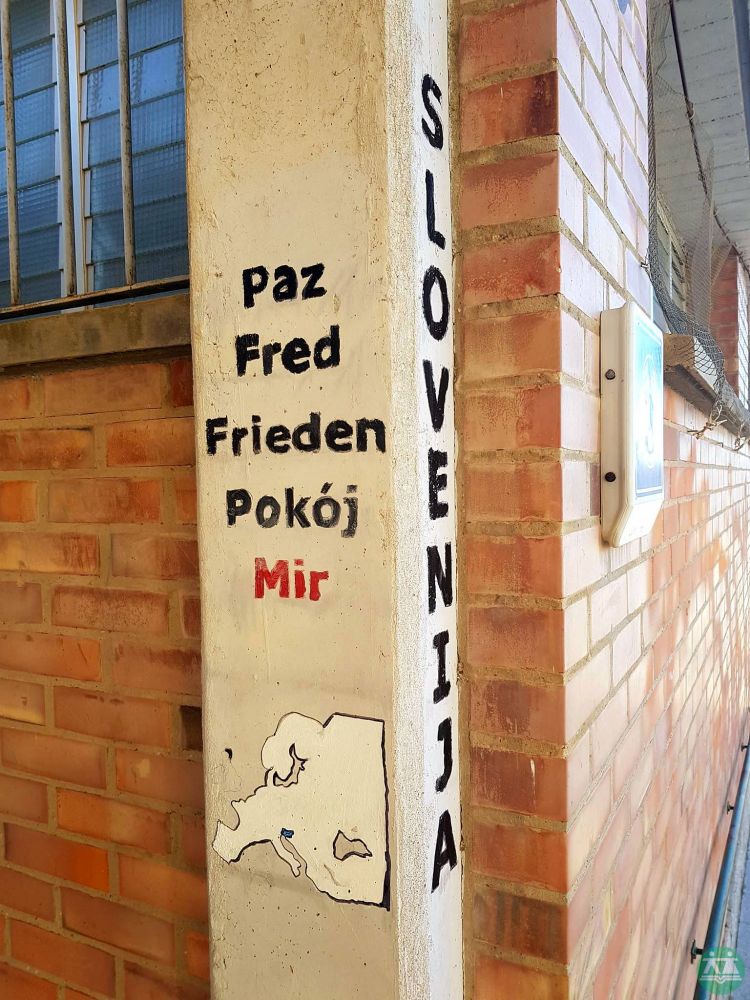 Paz
Fred
Frieden
Pokój
Mir
SLOVENIJA